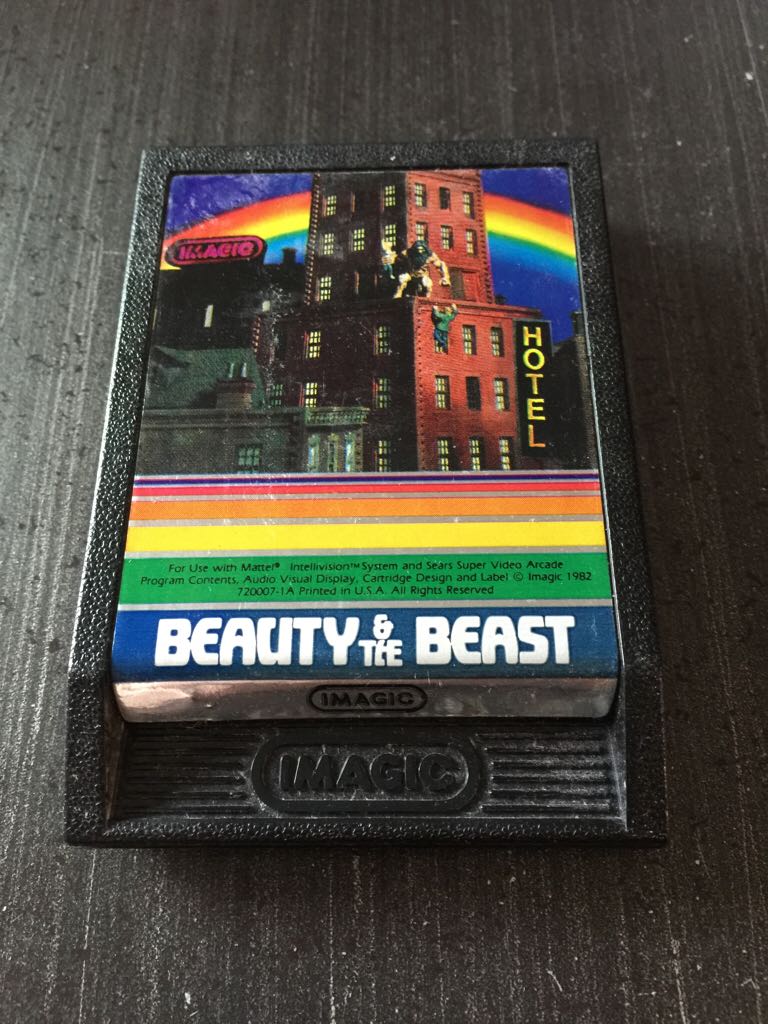 IMAGIC
HOTEL
For Use with Mattel® Intellivision™ System and Sears Super Video Arcade
Program Contents, Audio Visual Display, Cartridge Design and Label © Imagic 1982
720007-1A Printed in U.S.A. All Rights Reserved
BEAUTY & THE BEAST
IMAGIC
IMAGIC